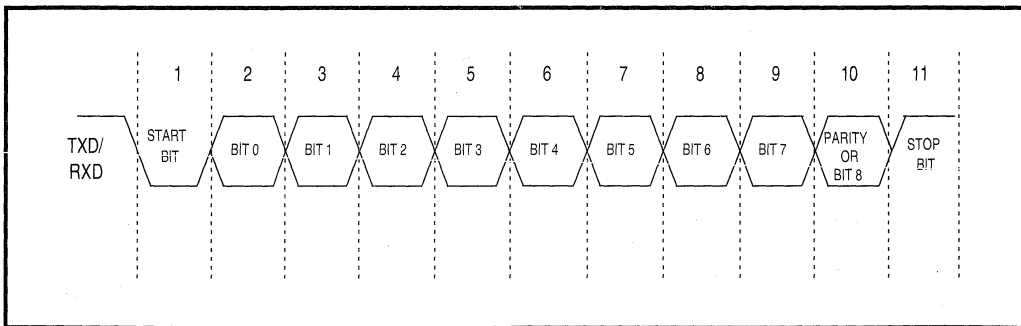 1 2 3 4 5 6 7 8 9 10 11
TXD/
RXD
START
BIT
BIT 0
BIT 1
BIT 2
BIT 3
BIT 4
BIT 5
BIT 6
BIT 7
PARITY
OR
BIT 8
STOP
BIT